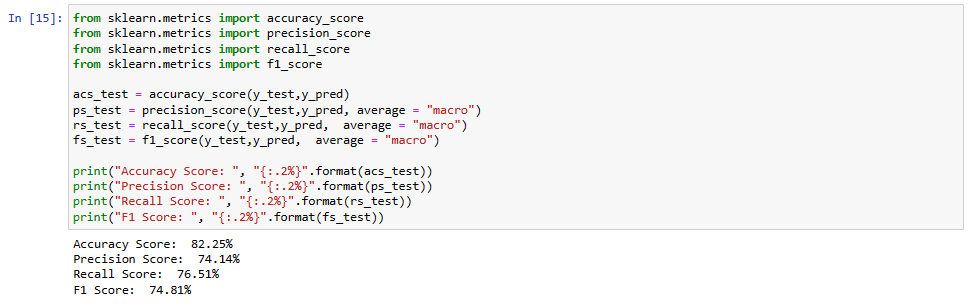 In [15]: from sklearn.metrics import accuracy_score
from sklearn.metrics import precision_score
from sklearn.metrics import recall_score
from sklearn.metrics import f1_score

acs_test = accuracy_score(y_test,y_pred)
ps_test = precision_score(y_test,y_pred, average = "macro")
rs_test = recall_score(y_test,y_pred,  average = "macro")
fs_test = f1_score(y_test,y_pred,  average = "macro")

print("Accuracy Score: ", "{:.2%}".format(acs_test))
print("Precision Score: ", "{:.2%}".format(ps_test))
print("Recall Score: ", "{:.2%}".format(rs_test))
print("F1 Score: ", "{:.2%}".format(fs_test))
Accuracy Score:  82.25%
Precision Score:  74.14%
Recall Score:  76.51%
F1 Score:  74.81%